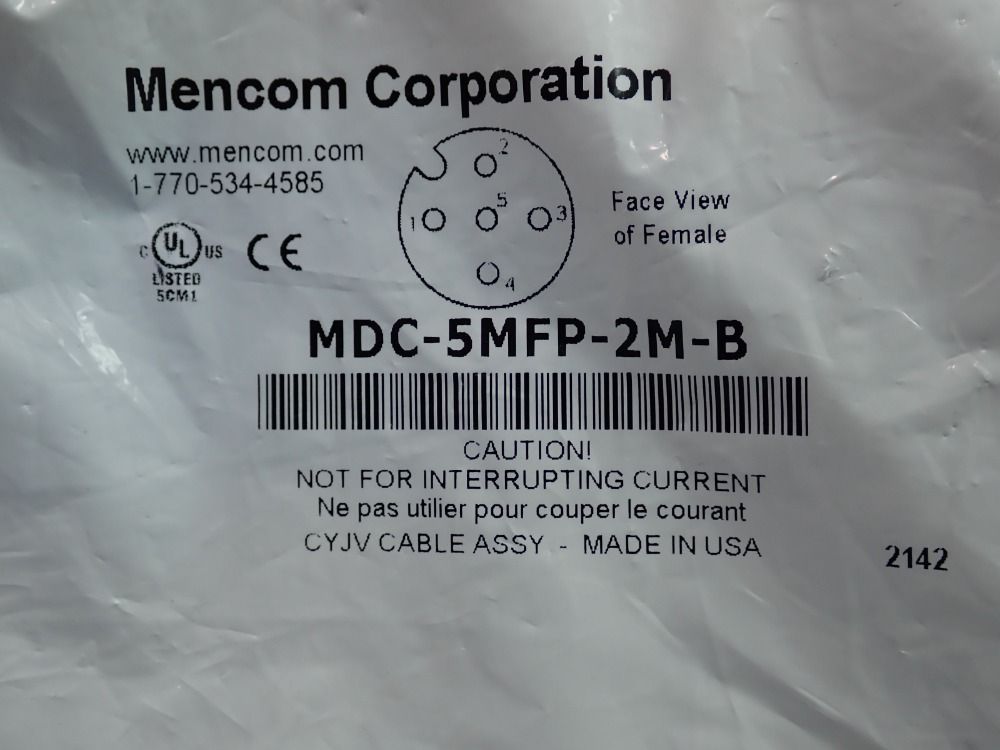 Mencom Corporation
www.mencom.com
1-770-534-4585
C UL US
LISTED
5CM1
CE
2
1 5 3
4
Face View
of Female
MDC-5MFP-2M-B
CAUTION!
NOT FOR INTERRUPTING CURRENT
Ne pas utilier pour couper le courant
CYJV CABLE ASSY - MADE IN USA
2142